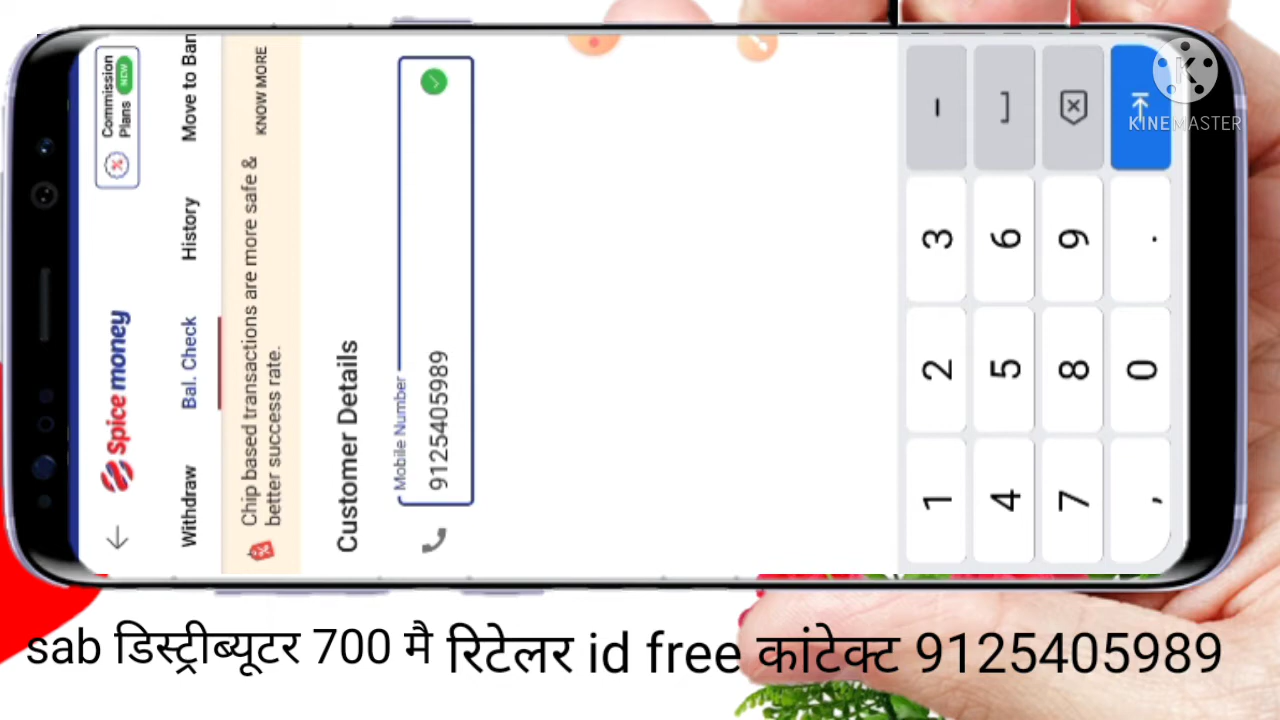 Spice money
Commission
Plans NEW
Withdraw Bal. Check History Move to Ban
Chip based transactions are more safe &
better success rate. KNOW MORE
Customer Details
Mobile Number
9125405989
1 2 3 -
4 5 6
7 8 9
, 0 .
KINEMASTER
sab डिस्ट्रीब्यूटर 700 मै रिटेलर id free कांटेक्ट 9125405989